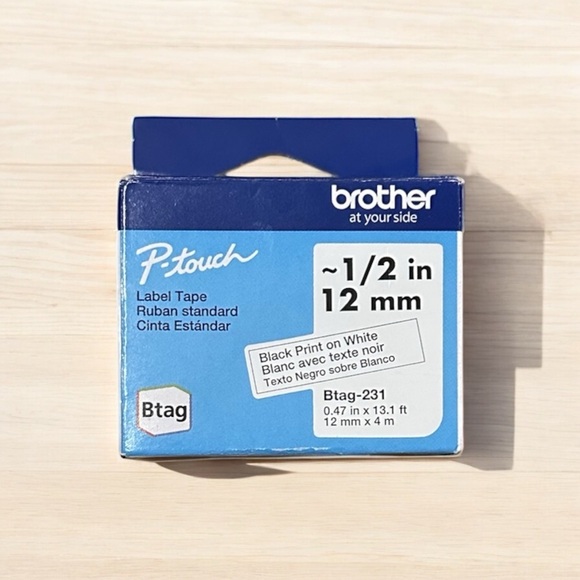 brother
at your side
P-touch
Label Tape
Ruban standard
Cinta Estándar
~1/2 in
12 mm
Black Print on White
Blanc avec texte noir
Texto Negro sobre Blanco
Btag
Btag-231
0.47 in x 13.1 ft
12 mm x 4 m